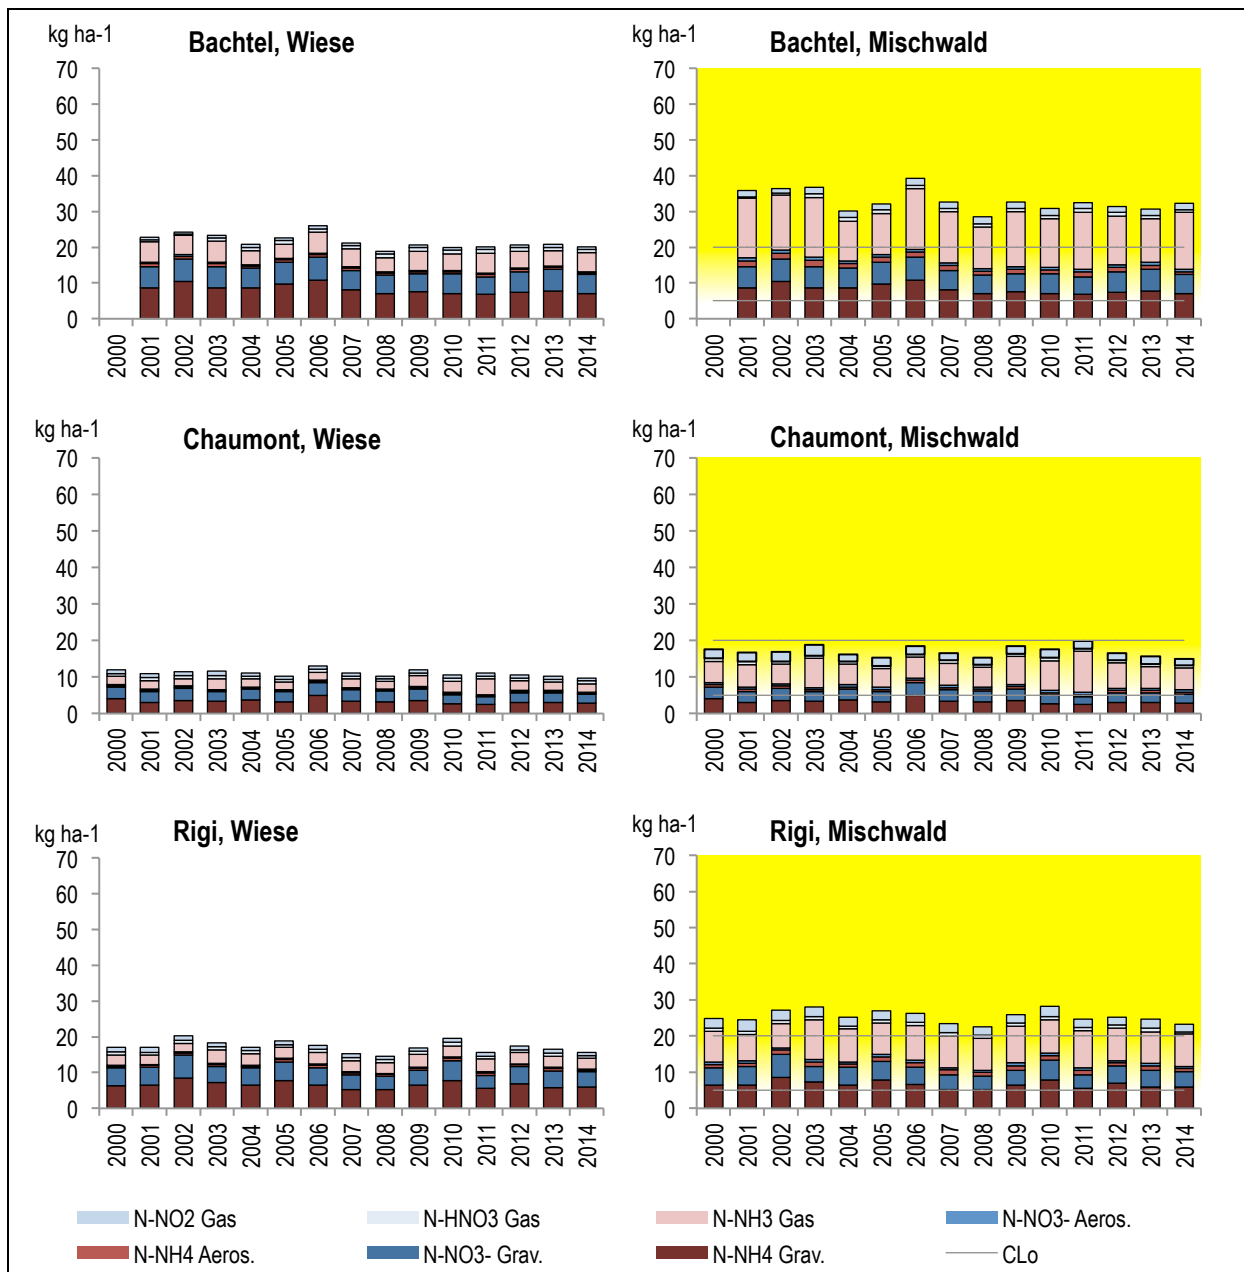 kg ha-1
Bachtel, Wiese
70
60
50
40
30
20
10
0
2000 2001 2002 2003 2004 2005 2006 2007 2008 2009 2010 2011 2012 2013 2014
kg ha-1
Bachtel, Mischwald
70
60
50
40
30
20
10
0
2000 2001 2002 2003 2004 2005 2006 2007 2008 2009 2010 2011 2012 2013 2014
kg ha-1
Chaumont, Wiese
70
60
50
40
30
20
10
0
2000 2001 2002 2003 2004 2005 2006 2007 2008 2009 2010 2011 2012 2013 2014
kg ha-1
Chaumont, Mischwald
70
60
50
40
30
20
10
0
2000 2001 2002 2003 2004 2005 2006 2007 2008 2009 2010 2011 2012 2013 2014
kg ha-1
Rigi, Wiese
70
60
50
40
30
20
10
0
2000 2001 2002 2003 2004 2005 2006 2007 2008 2009 2010 2011 2012 2013 2014
kg ha-1
Rigi, Mischwald
70
60
50
40
30
20
10
0
2000 2001 2002 2003 2004 2005 2006 2007 2008 2009 2010 2011 2012 2013 2014
N-NO2 Gas
N-HNO3 Gas
N-NH3 Gas
N-NO3- Aeros.
N-NH4 Aeros.
N-NO3- Grav.
N-NH4 Grav.
CLo